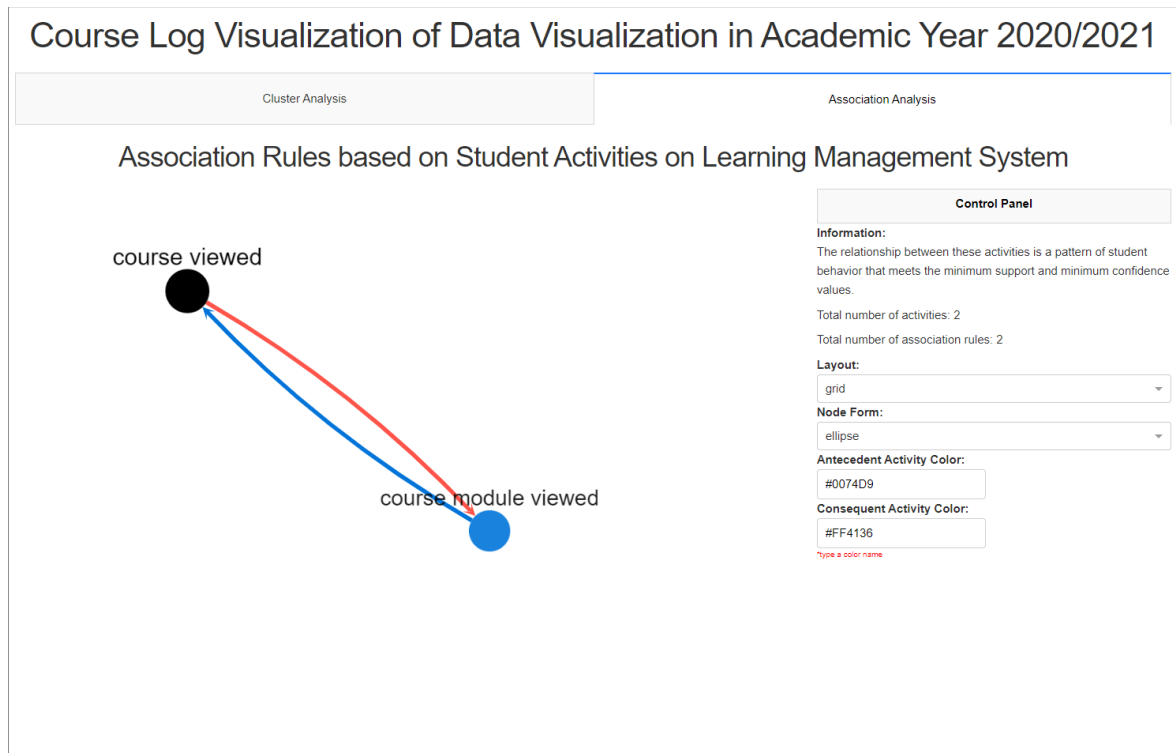 Course Log Visualization of Data Visualization in Academic Year 2020/2021
Cluster Analysis
Association Analysis
Association Rules based on Student Activities on Learning Management System
course viewed
course module viewed
Control Panel
Information:
The relationship between these activities is a pattern of student
behavior that meets the minimum support and minimum confidence
values.
Total number of activities: 2
Total number of association rules: 2
Layout:
grid
Node Form:
ellipse
Antecedent Activity Color:
#0074D9
Consequent Activity Color:
#FF4136
*type a color name